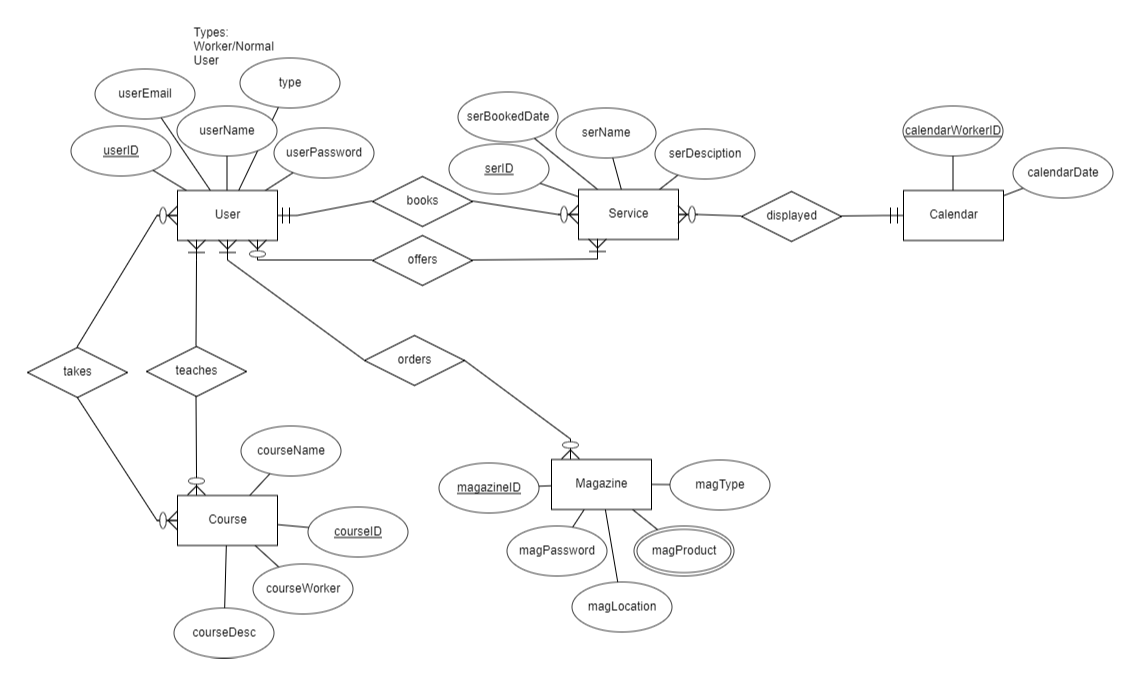 Types:
Worker/Normal
User
userEmail
type
userName
userID
userPassword
User
serBookedDate
serName
serID
serDesciption
Service
calendarWorkerID
calendarDate
Calendar
books
displayed
offers
takes
teaches
orders
courseName
Course
courseID
courseWorker
courseDesc
magazineID
Magazine
magType
magPassword
magProduct
magLocation